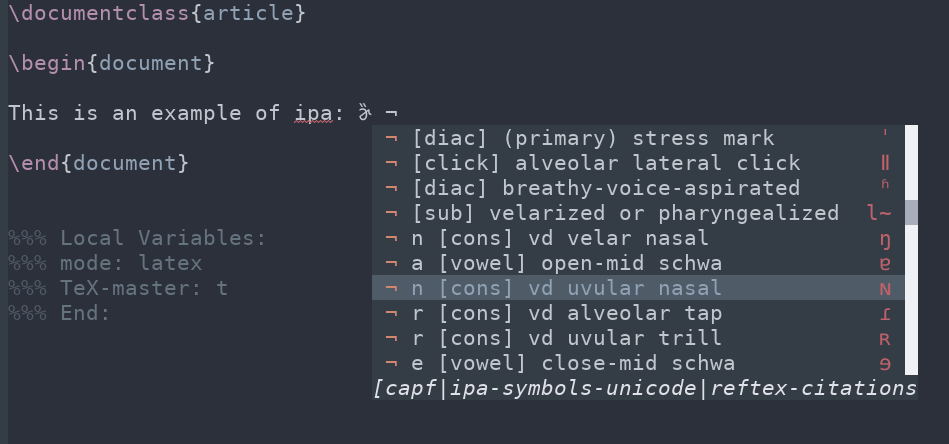 \documentclass{article}
\begin{document}
This is an example of ipa: ¬
¬ [diac] (primary) stress mark ˈ
¬ [click] alveolar lateral click ǁ
\end{document}
¬ [diac] breathy-voice-aspirated ʱ
¬ [sub] velarized or pharyngealized l~
%%% Local Variables:
¬ n [cons] vd velar nasal ŋ
%%% mode: latex
¬ a [vowel] open-mid schwa ɐ
%%% TeX-master: t
¬ n [cons] vd uvular nasal ɴ
%%% End:
¬ r [cons] vd alveolar tap ɾ
¬ r [cons] vd uvular trill ʀ
¬ e [vowel] close-mid schwa ɘ
[capf|ipa-symbols-unicode|reftex-citations